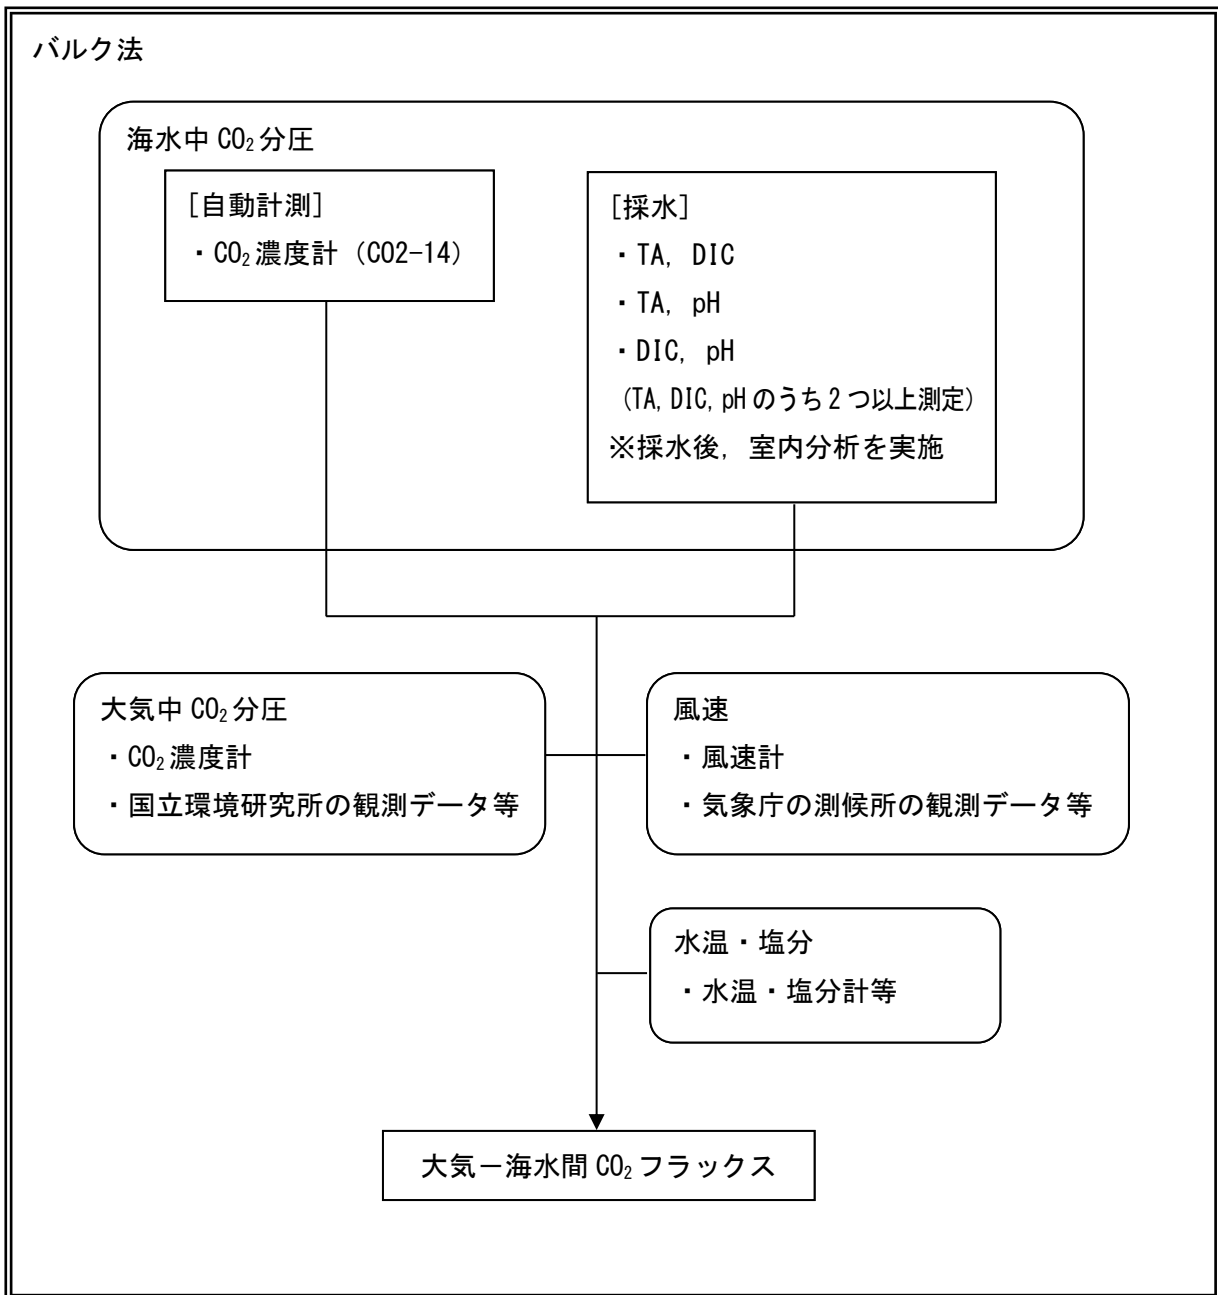 バルク法
海水中 CO₂分圧
[自動計測]
・CO₂濃度計（CO2-14）
[採水]
・TA, DIC
・TA, pH
・DIC, pH
（TA, DIC, pH のうち 2 つ以上測定）
※採水後，室内分析を実施
大気中 CO₂分圧
・CO₂濃度計
・国立環境研究所の観測データ等
風速
・風速計
・気象庁の測候所の観測データ等
水温・塩分
・水温・塩分計等
大気－海水間 CO₂フラックス